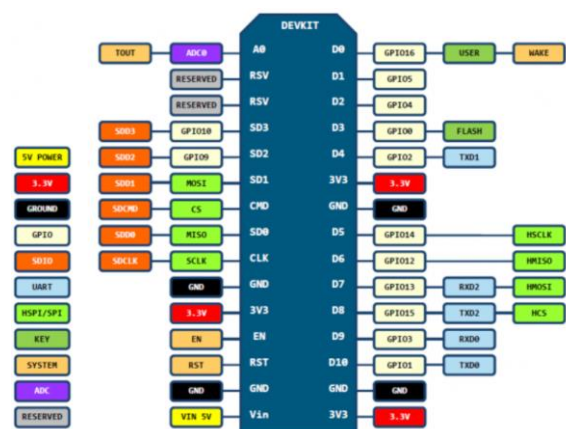 DEVKIT
TOUT ADC0 A0 D0 GPIO16 USER WAKE
RESERVED RSV D1 GPIO5
RESERVED RSV D2 GPIO4
SDD3 GPIO10 SD3 D3 GPIO0 FLASH
5V POWER SDD2 GPIO9 SD2 D4 GPIO2 TXD1
3.3V SDD1 MOSI SD1 3V3 3.3V
GROUND SDCMD CS CMD GND GND
GPIO SDD0 MISO SD0 D5 GPIO14 HSCLK
SDIO SDCLK SCLK CLK D6 GPIO12 HMISO
UART GND GND D7 GPIO13 RXD2 HMOSI
HSPI/SPI 3.3V 3V3 D8 GPIO15 TXD2 HCS
KEY EN EN D9 GPIO3 RXD0
SYSTEM RST RST D10 GPIO1 TXD0
ADC GND GND GND GND
RESERVED VIN 5V Vin 3V3 3.3V